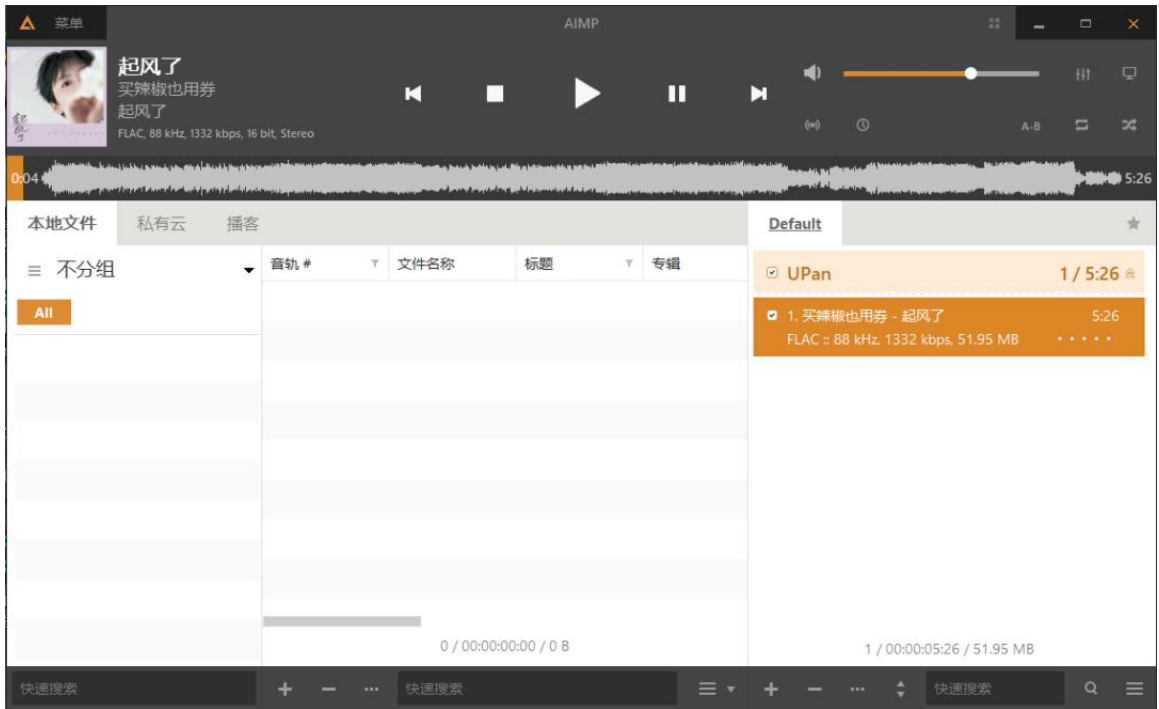 菜单
AIMP
起风了
买辣椒也用券
起风了
FLAC, 88 kHz, 1332 kbps, 16 bit, Stereo
A-B
起风了
0:04
5:26
本地文件 私有云 播客
Default
不分组
音轨 # 文件名称 标题 专辑
All
UPan 1 / 5:26
1. 买辣椒也用券 - 起风了 5:26
FLAC :: 88 kHz, 1332 kbps, 51.95 MB
0 / 00:00:00:00 / 0 B
1 / 00:00:05:26 / 51.95 MB
快速搜索
快速搜索
快速搜索